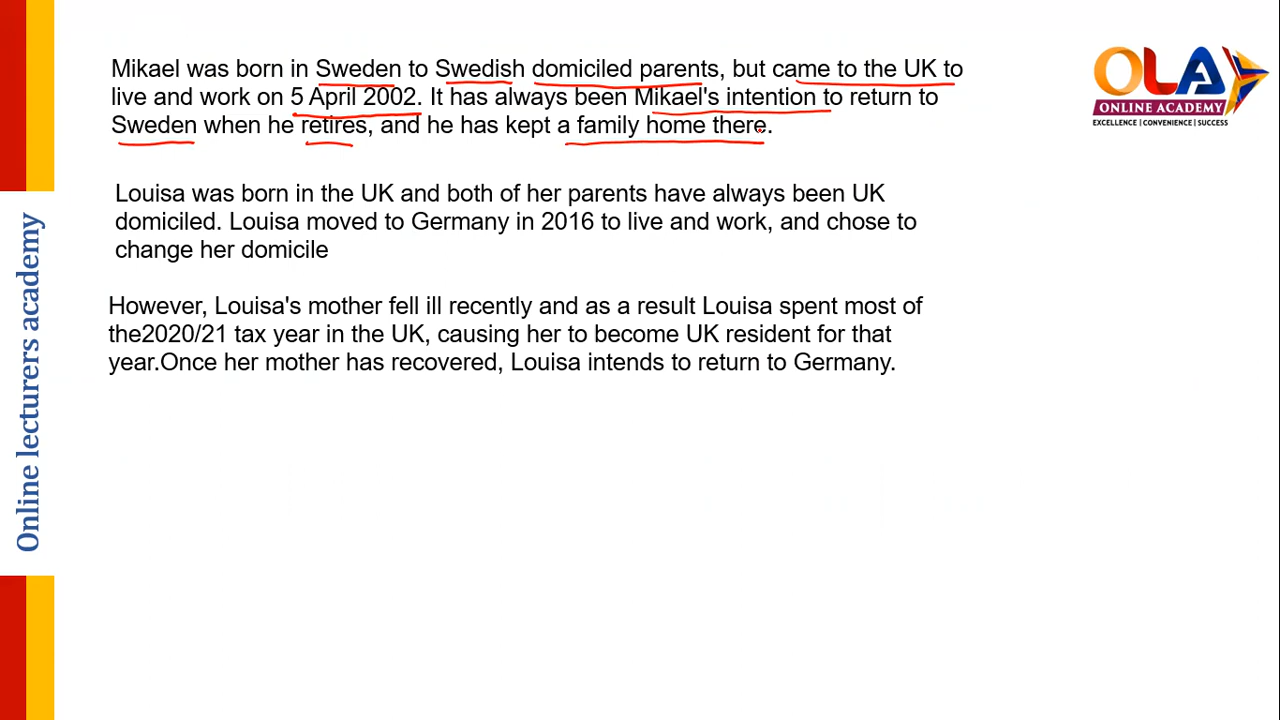 Mikael was born in Sweden to Swedish domiciled parents, but came to the UK to
live and work on 5 April 2002. It has always been Mikael's intention to return to
Sweden when he retires, and he has kept a family home there.
Louisa was born in the UK and both of her parents have always been UK
domiciled. Louisa moved to Germany in 2016 to live and work, and chose to
change her domicile
However, Louisa's mother fell ill recently and as a result Louisa spent most of
the2020/21 tax year in the UK, causing her to become UK resident for that
year.Once her mother has recovered, Louisa intends to return to Germany.
OLA
ONLINE ACADEMY
EXCELLENCE | CONVENIENCE | SUCCESS
Online lecturers academy